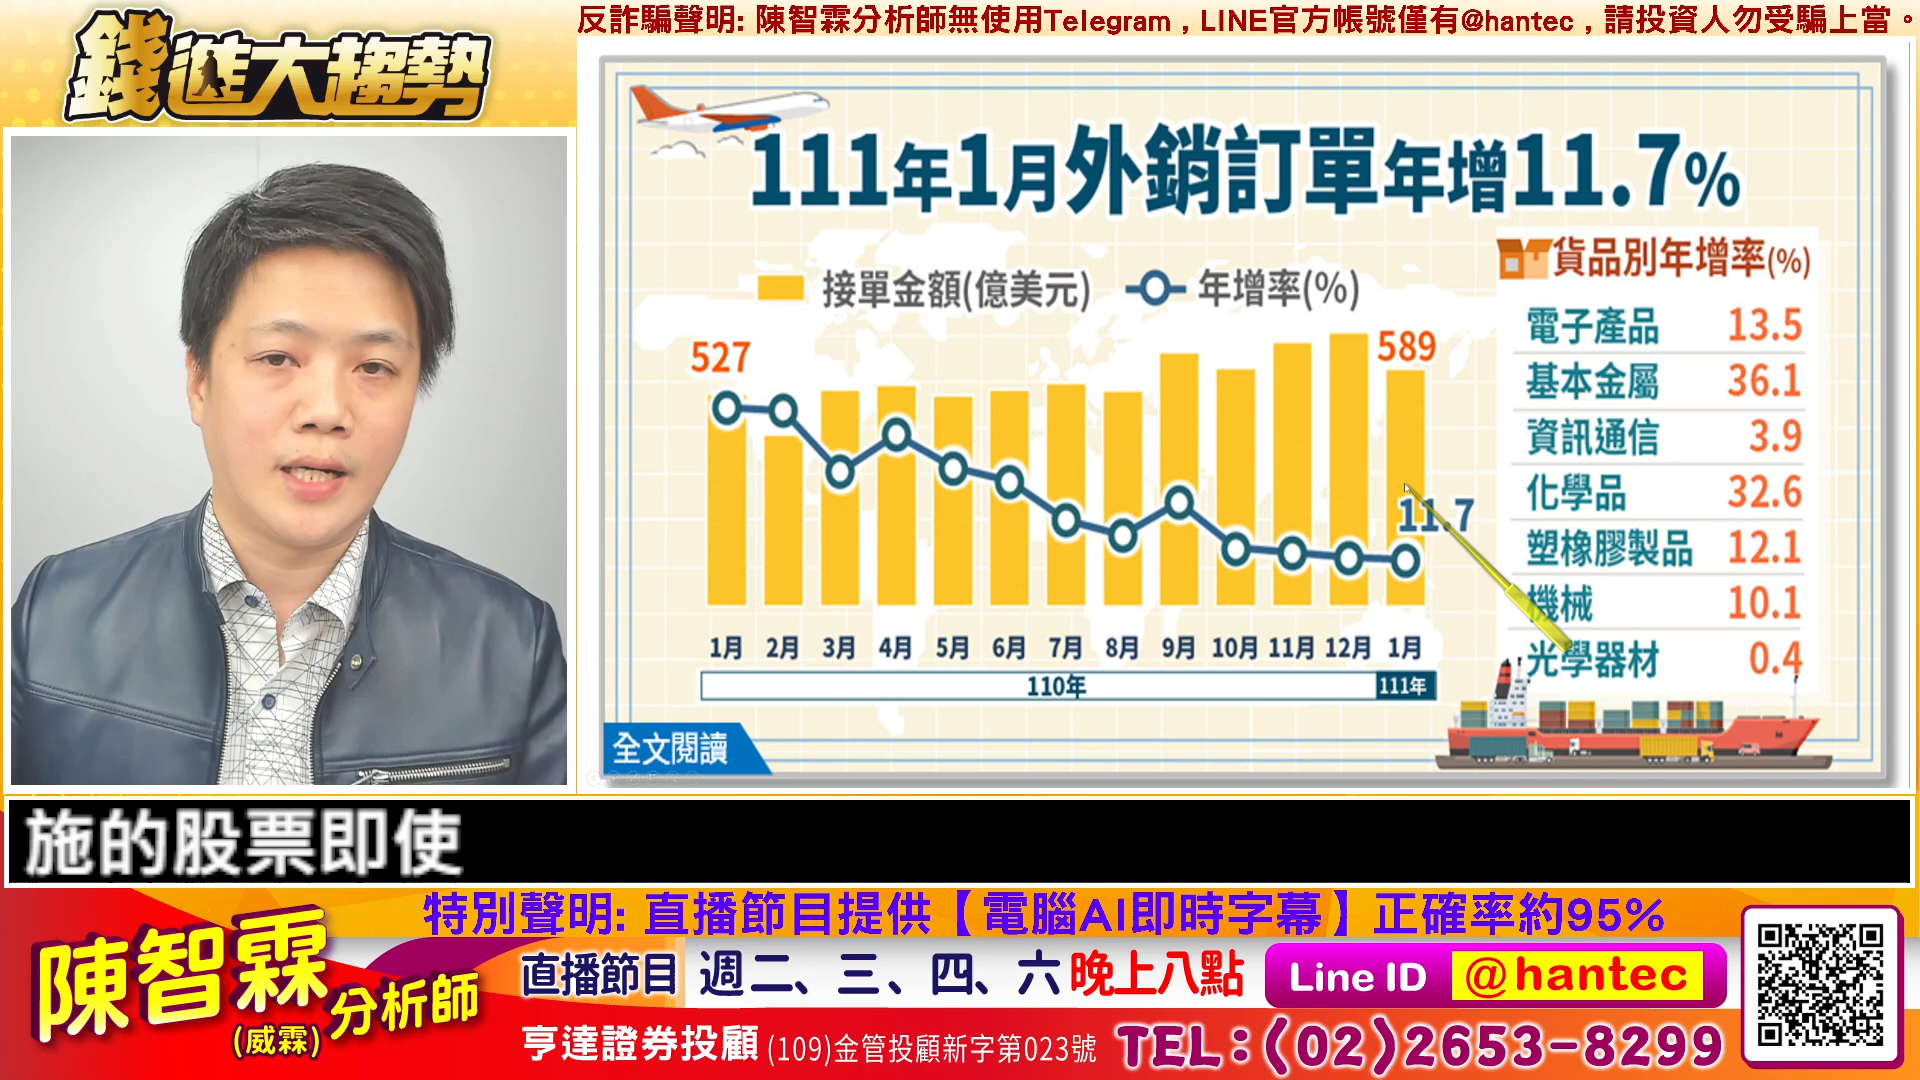 錢進大趨勢
反詐騙聲明: 陳智霖分析師無使用Telegram , LINE官方帳號僅有@hantec , 請投資人勿受騙上當。
111年1月外銷訂單年增11.7%
接單金額(億美元) 年增率(%)
527
589
11.7
1月 2月 3月 4月 5月 6月 7月 8月 9月 10月 11月 12月 1月
110年 111年
貨品別年增率(%)
電子產品 13.5
基本金屬 36.1
資訊通信 3.9
化學品 32.6
塑橡膠製品 12.1
機械 10.1
光學器材 0.4
全文閱讀
施的股票即使
特別聲明: 直播節目提供【電腦AI即時字幕】正確率約95%
陳智霖分析師
(威霖)
直播節目 週二、三、四、六 晚上八點
Line ID @hantec
亨達證券投顧 (109)金管投顧新字第023號 TEL:(02)2653-8299